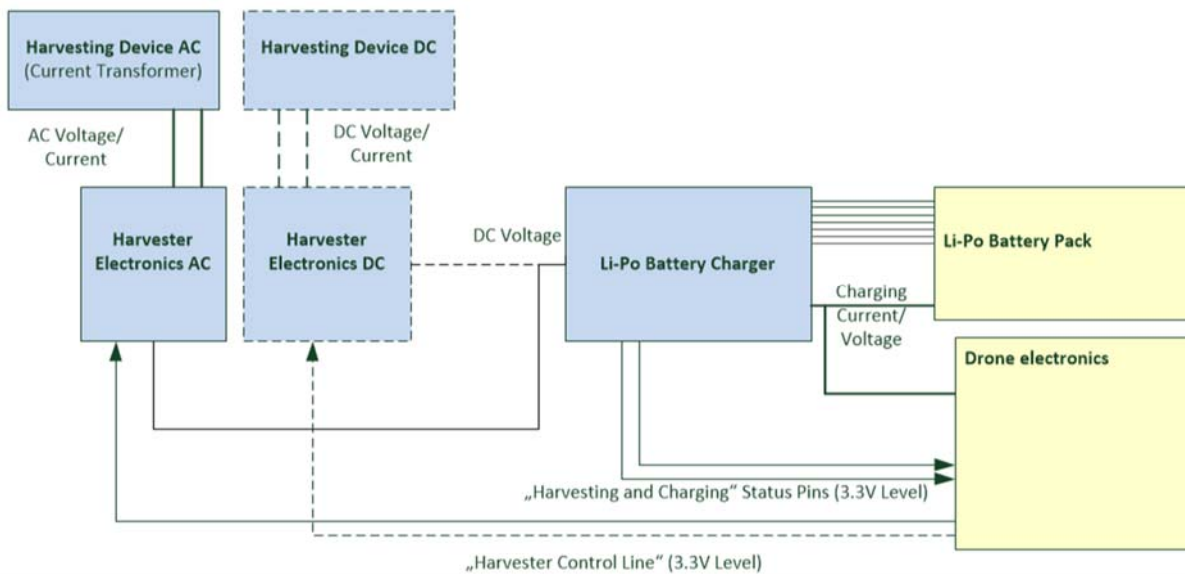 Harvesting Device AC
(Current Transformer)
Harvesting Device DC
AC Voltage/
Current
DC Voltage/
Current
Harvester
Electronics AC
Harvester
Electronics DC
DC Voltage
Li-Po Battery Charger
Li-Po Battery Pack
Charging
Current/
Voltage
Drone electronics
„Harvesting and Charging“ Status Pins (3.3V Level)
„Harvester Control Line“ (3.3V Level)